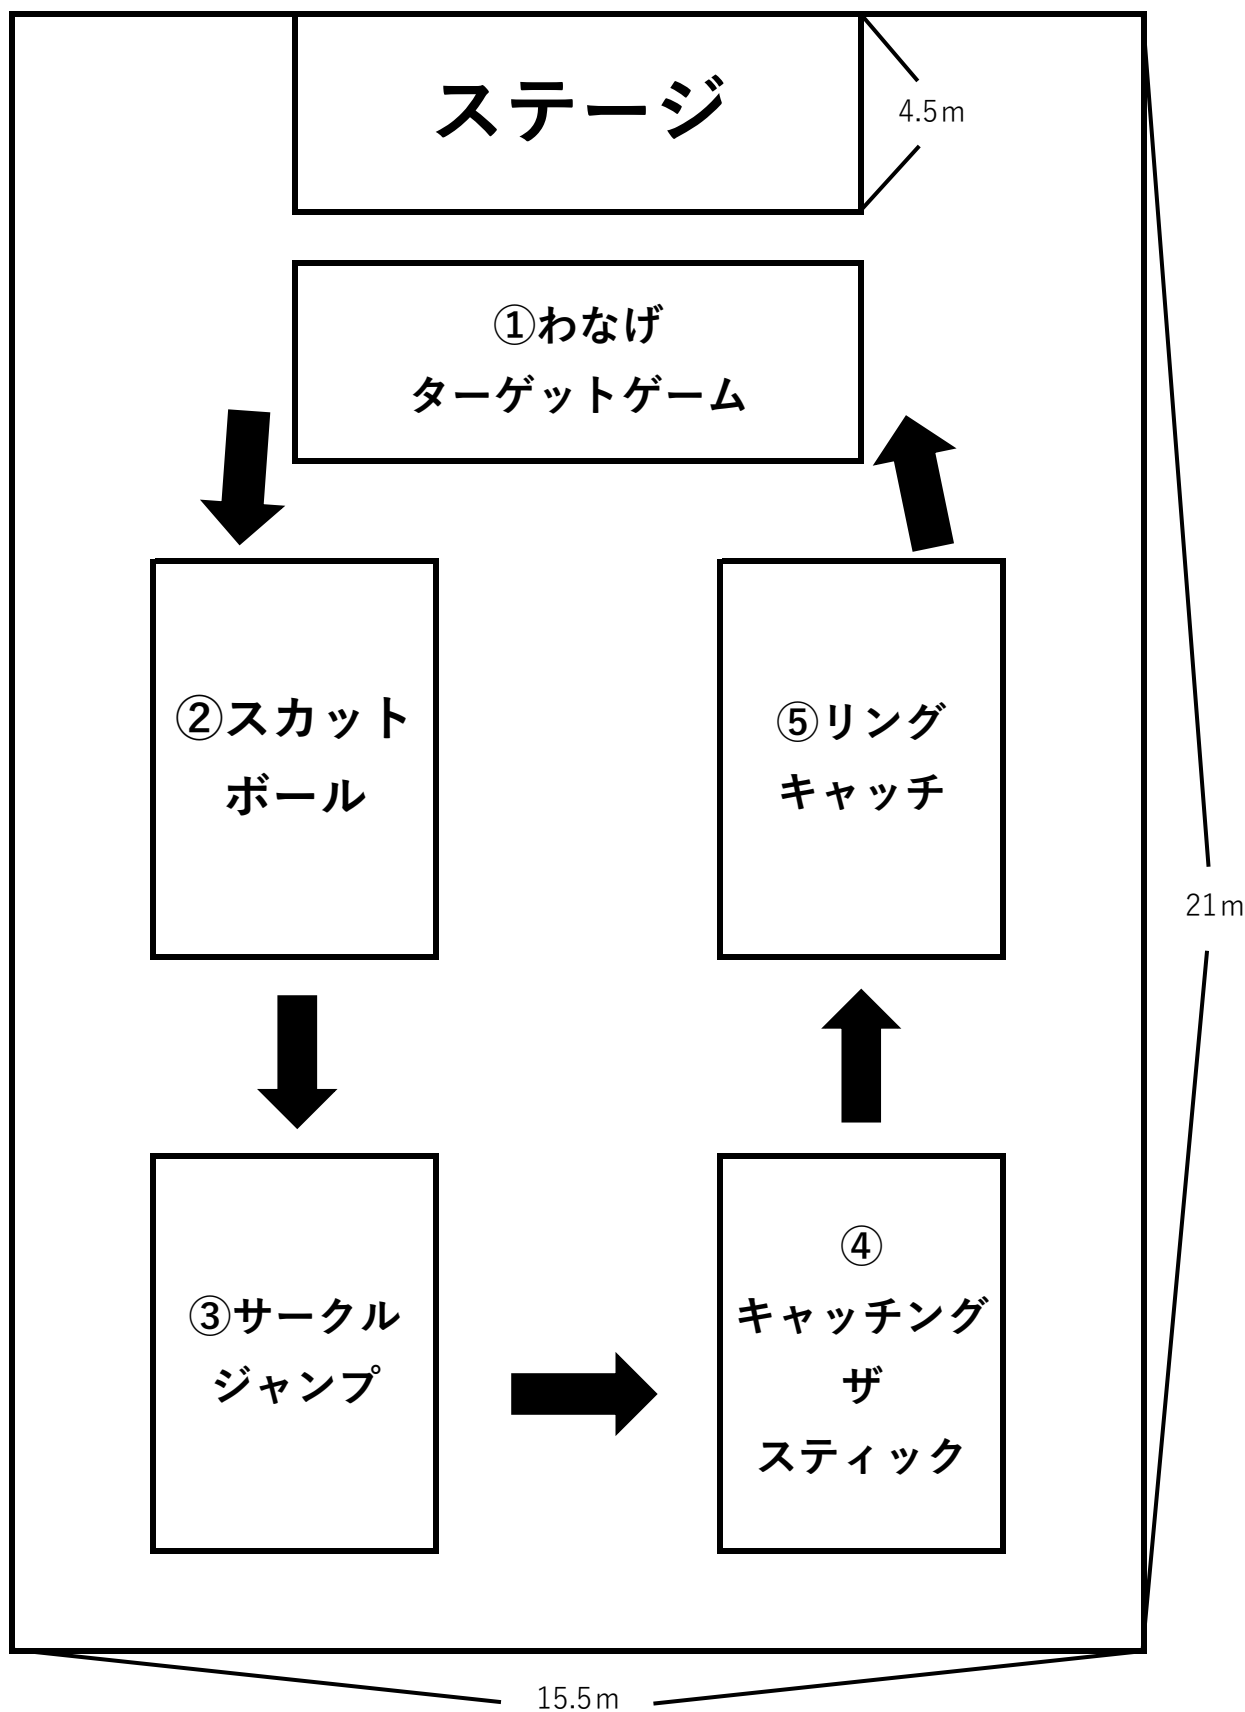 ステージ
4.5m
①わなげ
ターゲットゲーム
②スカット
ボール
⑤リング
キャッチ
21m
③サークル
ジャンプ
④
キャッチング
ザ
スティック
15.5m